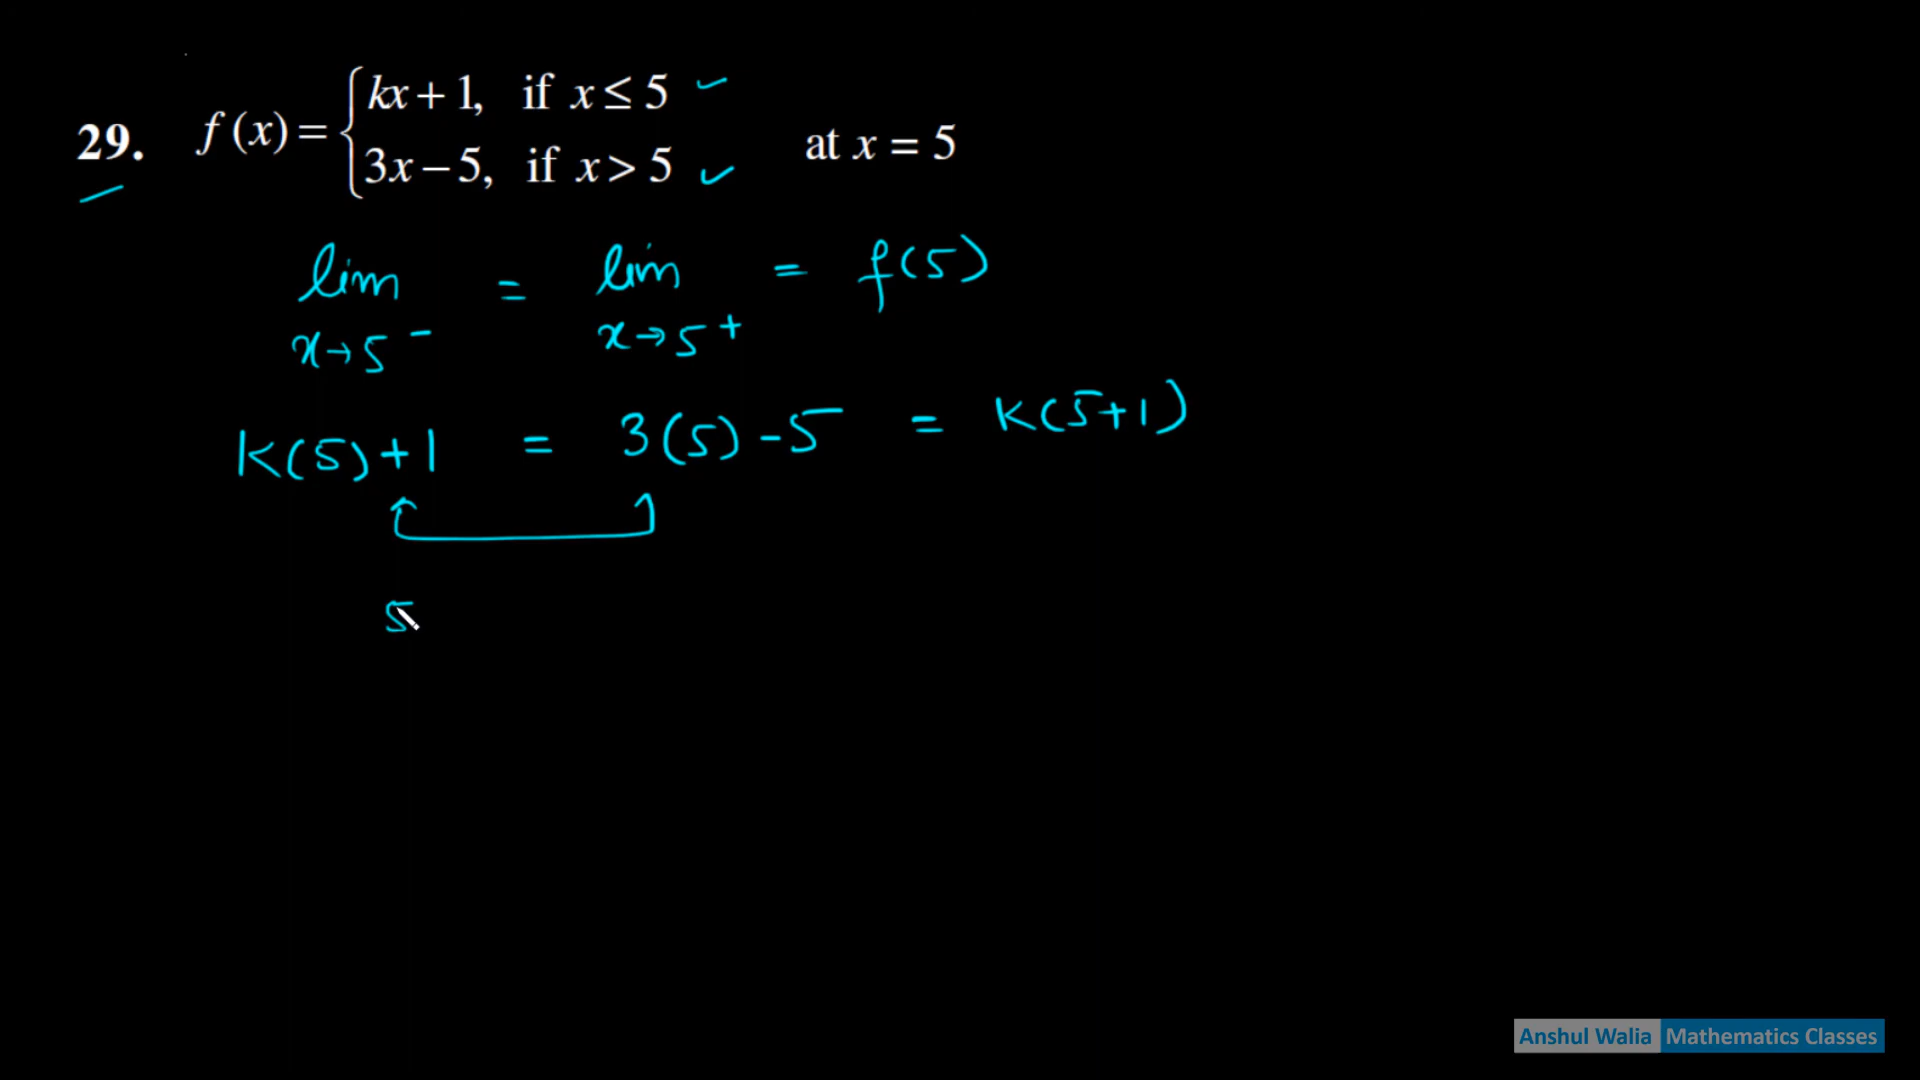 29. f(x) = { kx + 1, if x ≤ 5
3x − 5, if x > 5
at x = 5
lim x→5⁻ = lim x→5⁺ = f(5)
K(5)+1 = 3(5)-5 = K(5+1)
5
Anshul Walia Mathematics Classes